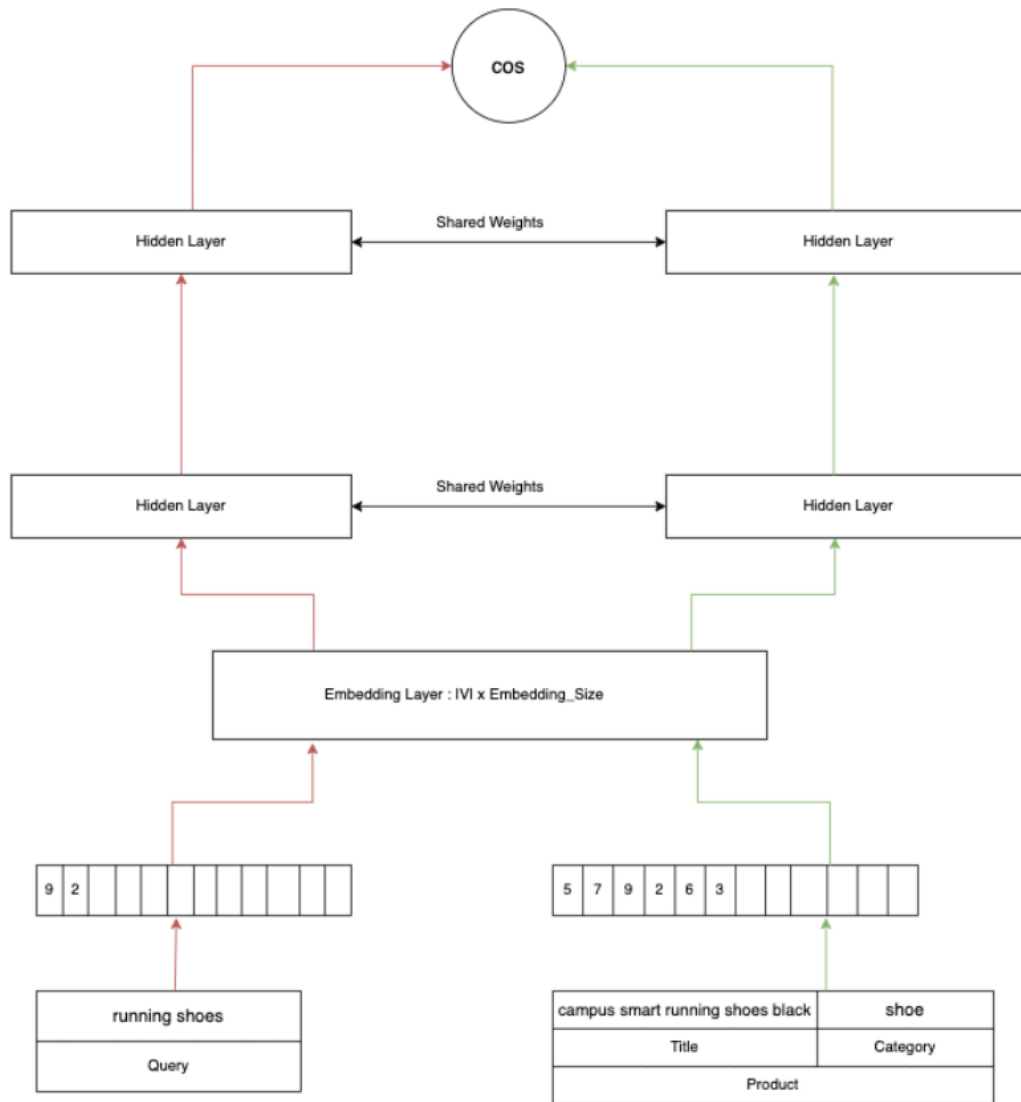 COS
Shared Weights
Hidden Layer
Hidden Layer
Shared Weights
Hidden Layer
Hidden Layer
Embedding Layer : IVI x Embedding_Size
9 2
5 7 9 2 6 3
running shoes
Query
campus smart running shoes black
shoe
Title
Category
Product